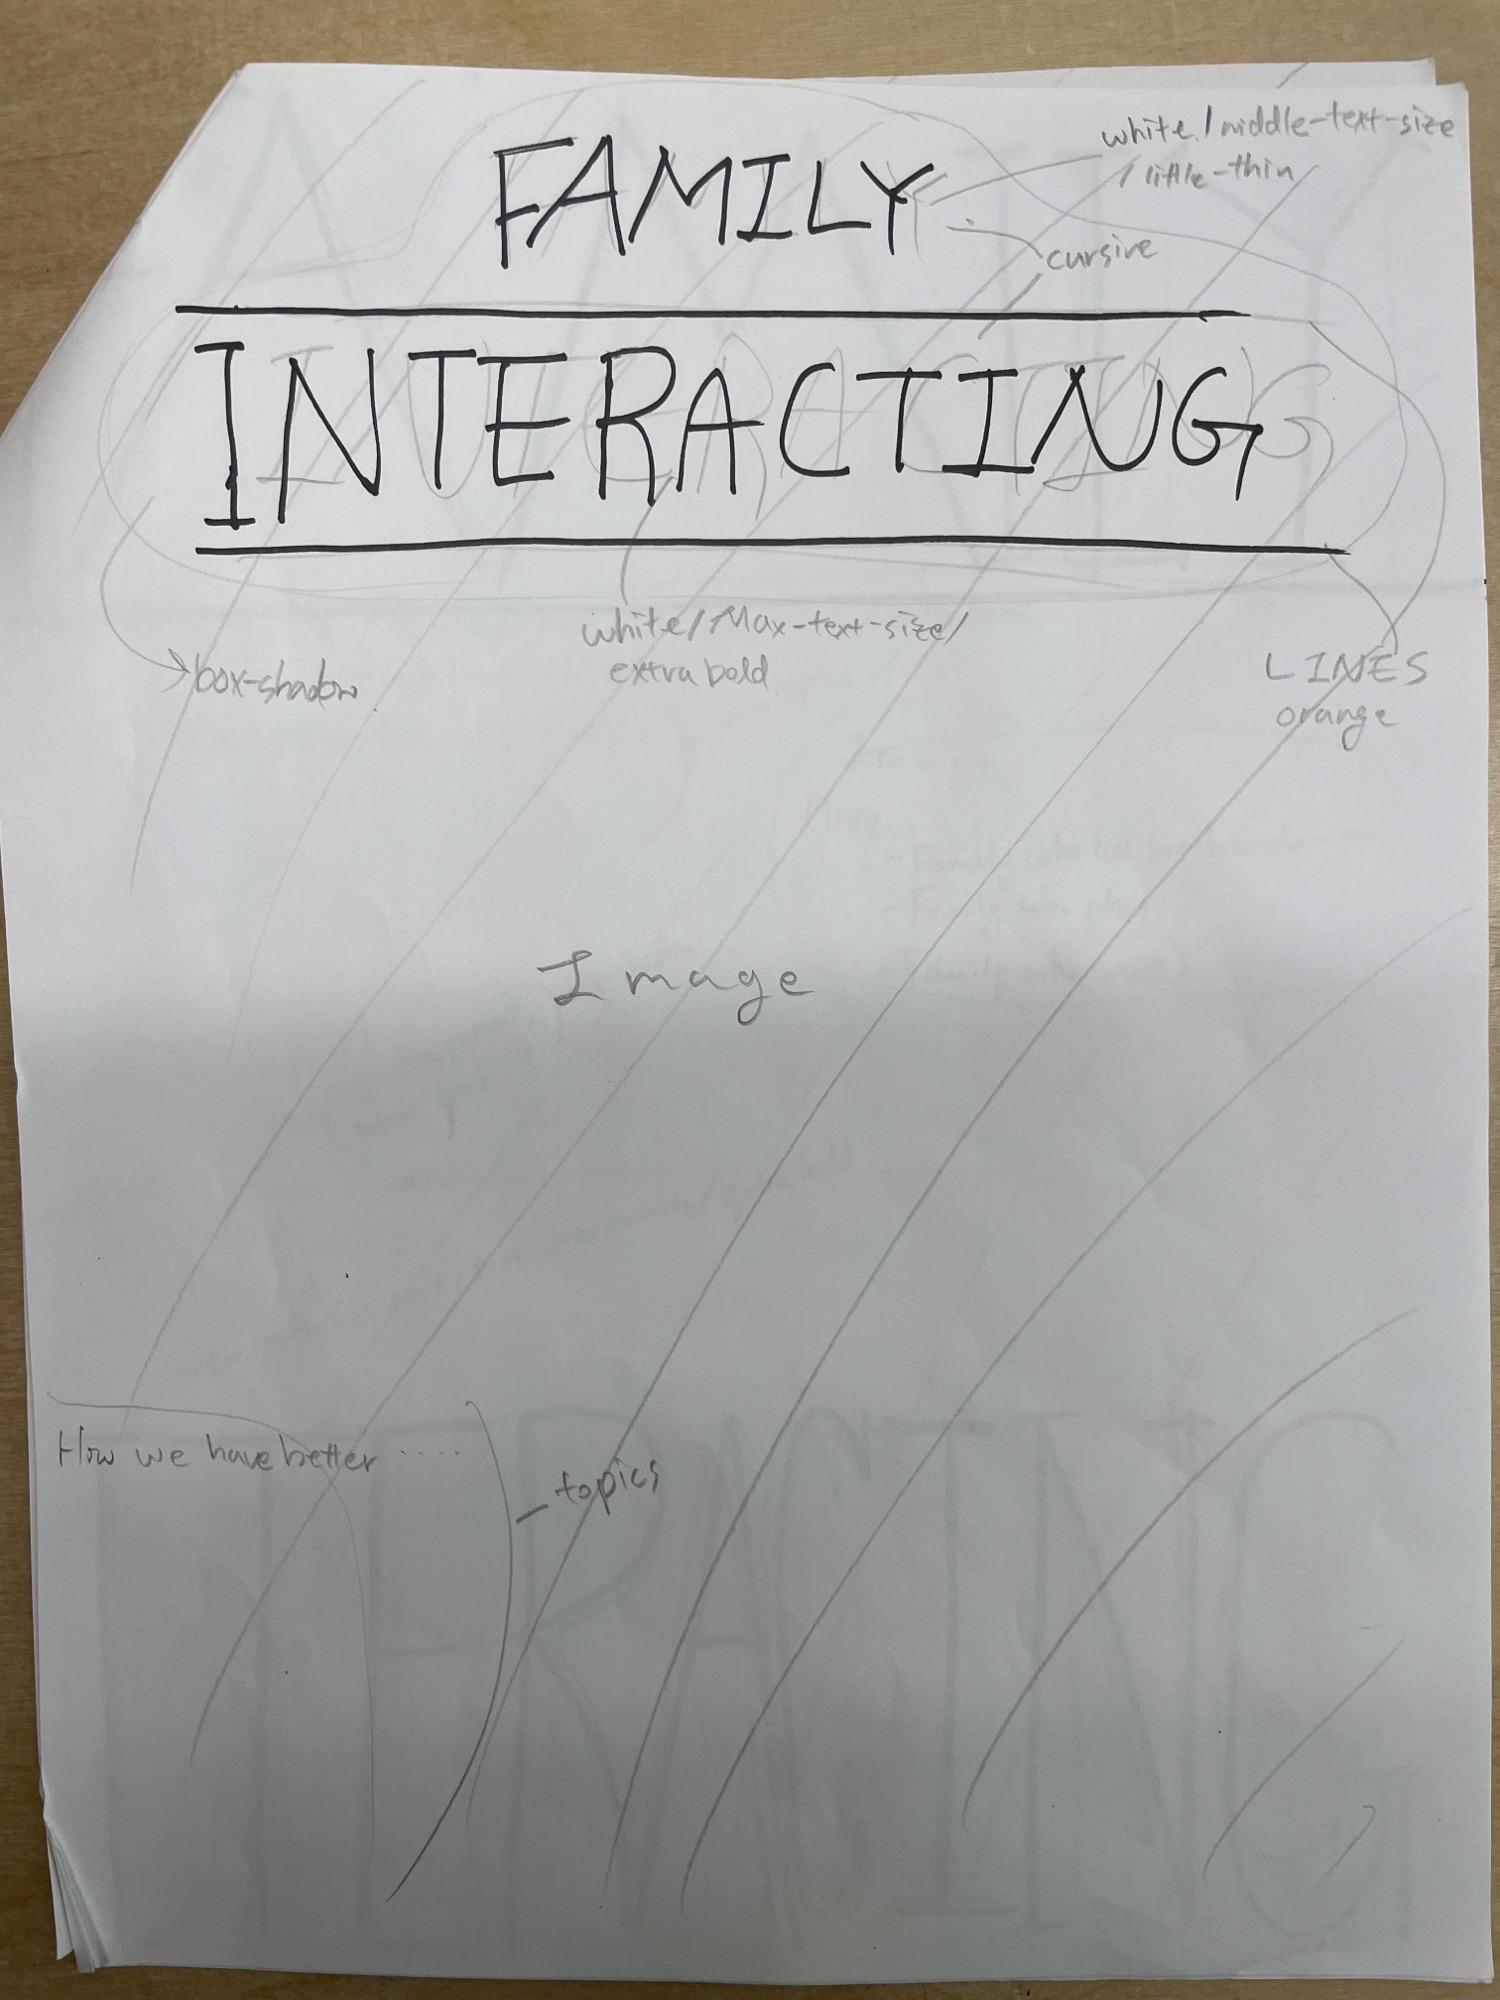 FAMILY
white/middle-text-size
/little-thin
cursive
INTERACTING
white/Max-text-size/
extra bold
box-shadow
LINES
orange
Image
How we have better .....
topics